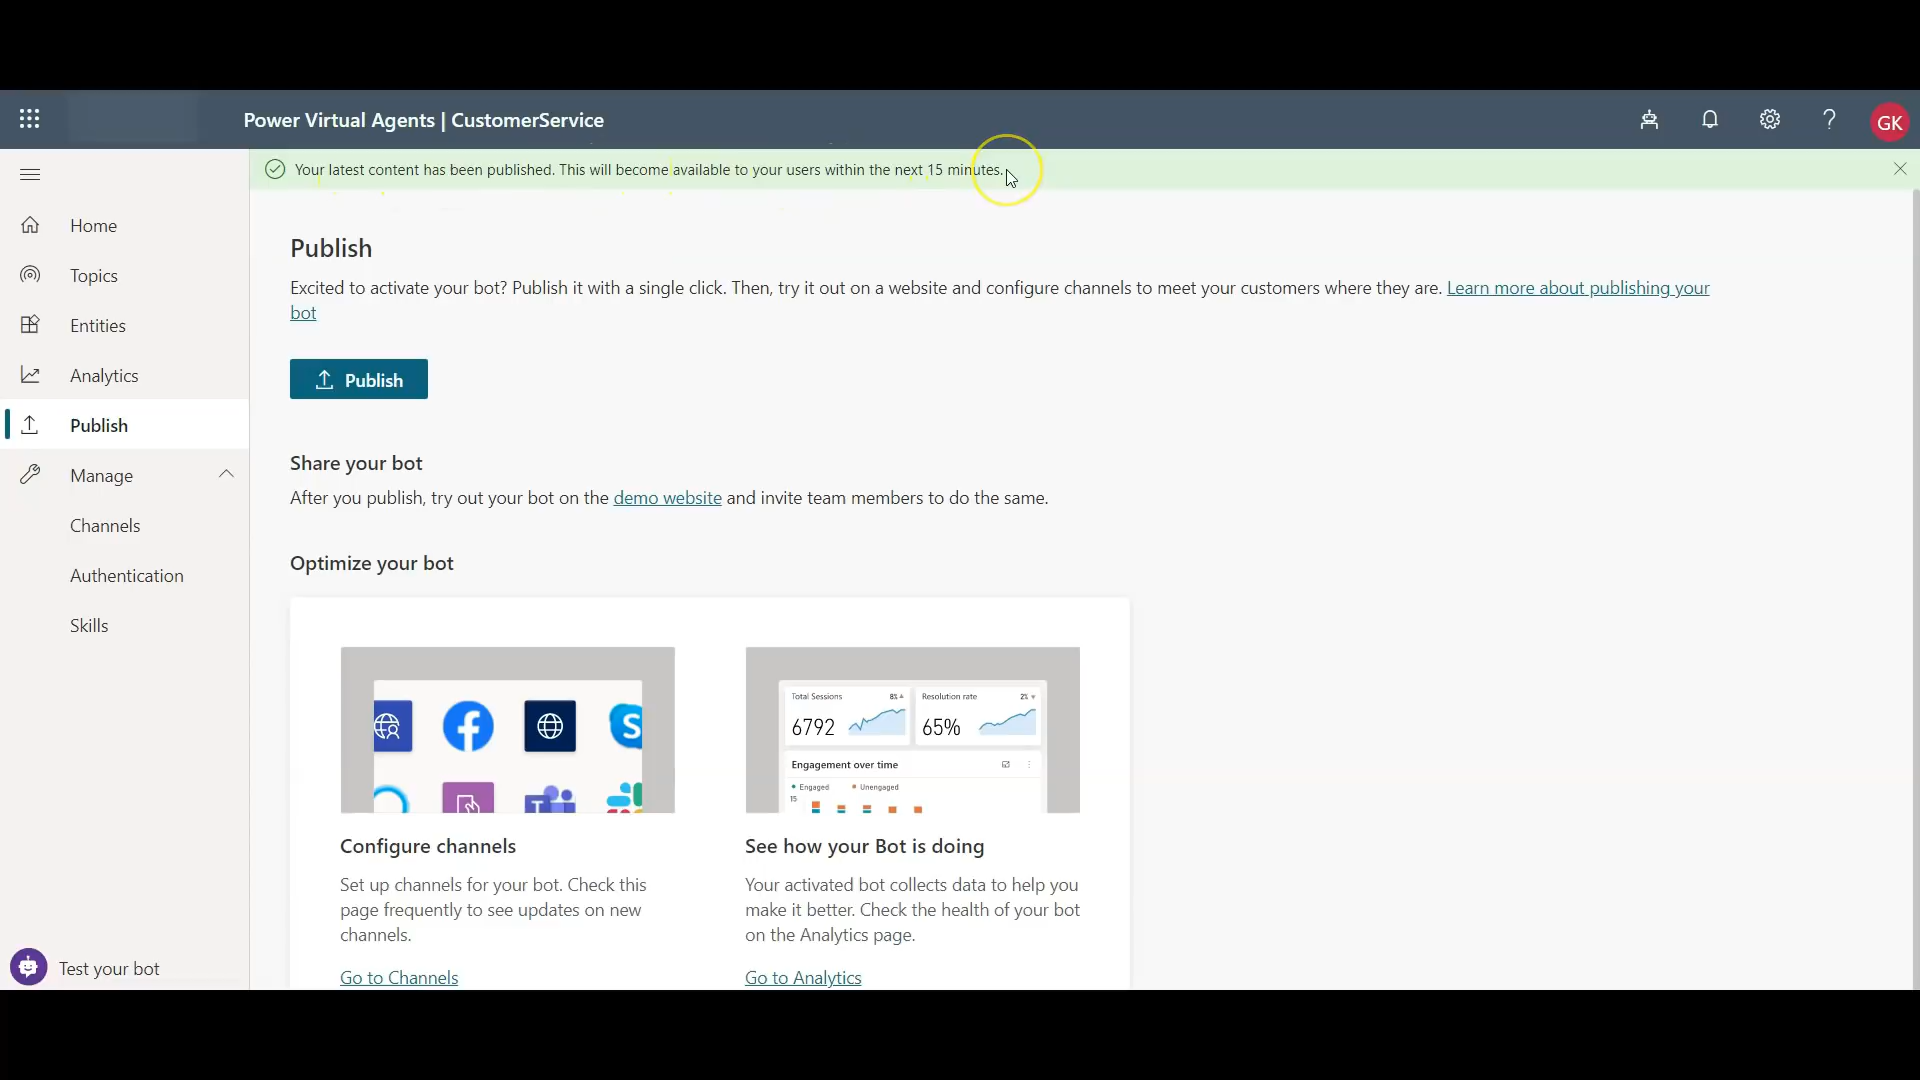 Power Virtual Agents | CustomerService
GK
Your latest content has been published. This will become available to your users within the next 15 minutes.
Home
Topics
Entities
Analytics
Publish
Manage
Channels
Authentication
Skills
Test your bot
Publish
Excited to activate your bot? Publish it with a single click. Then, try it out on a website and configure channels to meet your customers where they are. Learn more about publishing your
bot
Publish
Share your bot
After you publish, try out your bot on the demo website and invite team members to do the same.
Optimize your bot
Configure channels
Set up channels for your bot. Check this
page frequently to see updates on new
channels.
Go to Channels
Total Sessions 8%
6792
Resolution rate 2%
65%
Engagement over time
Engaged Unengaged
15
See how your Bot is doing
Your activated bot collects data to help you
make it better. Check the health of your bot
on the Analytics page.
Go to Analytics